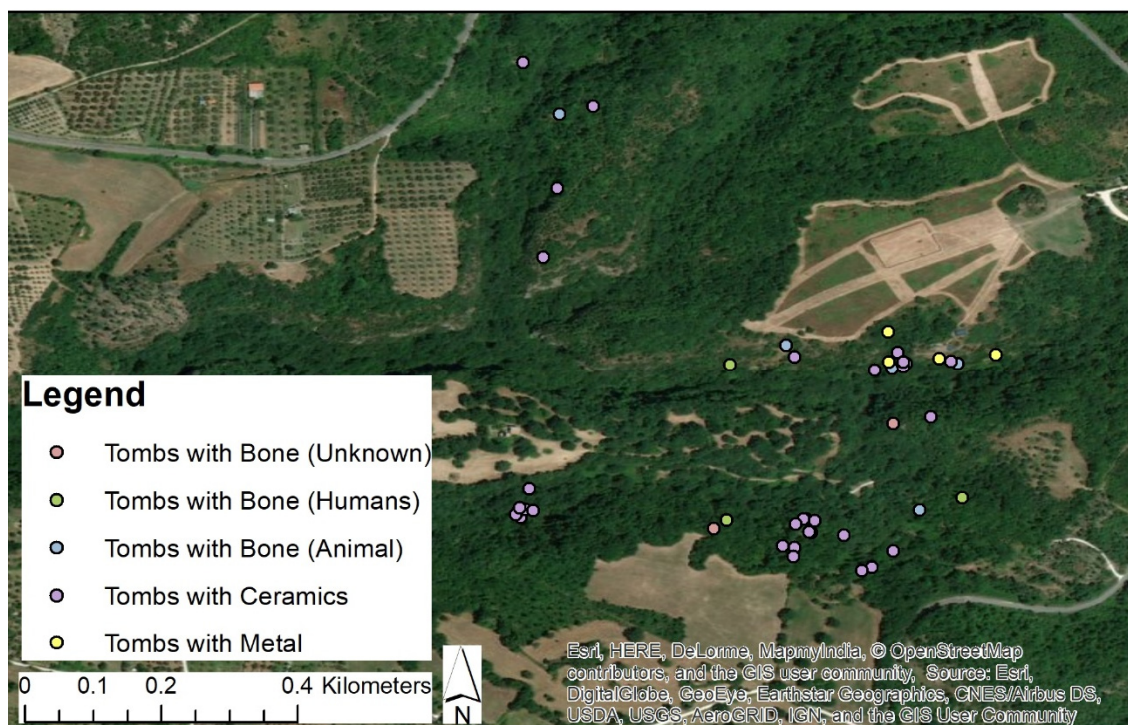 Legend
Tombs with Bone (Unknown)
Tombs with Bone (Humans)
Tombs with Bone (Animal)
Tombs with Ceramics
Tombs with Metal
0 0.1 0.2 0.4 Kilometers
N
Esri, HERE, DeLorme, MapmyIndia, © OpenStreetMap
contributors, and the GIS user community, Source: Esri,
DigitalGlobe, GeoEye, Earthstar Geographics, CNES/Airbus DS,
USDA, USGS, AeroGRID, IGN, and the GIS User Community